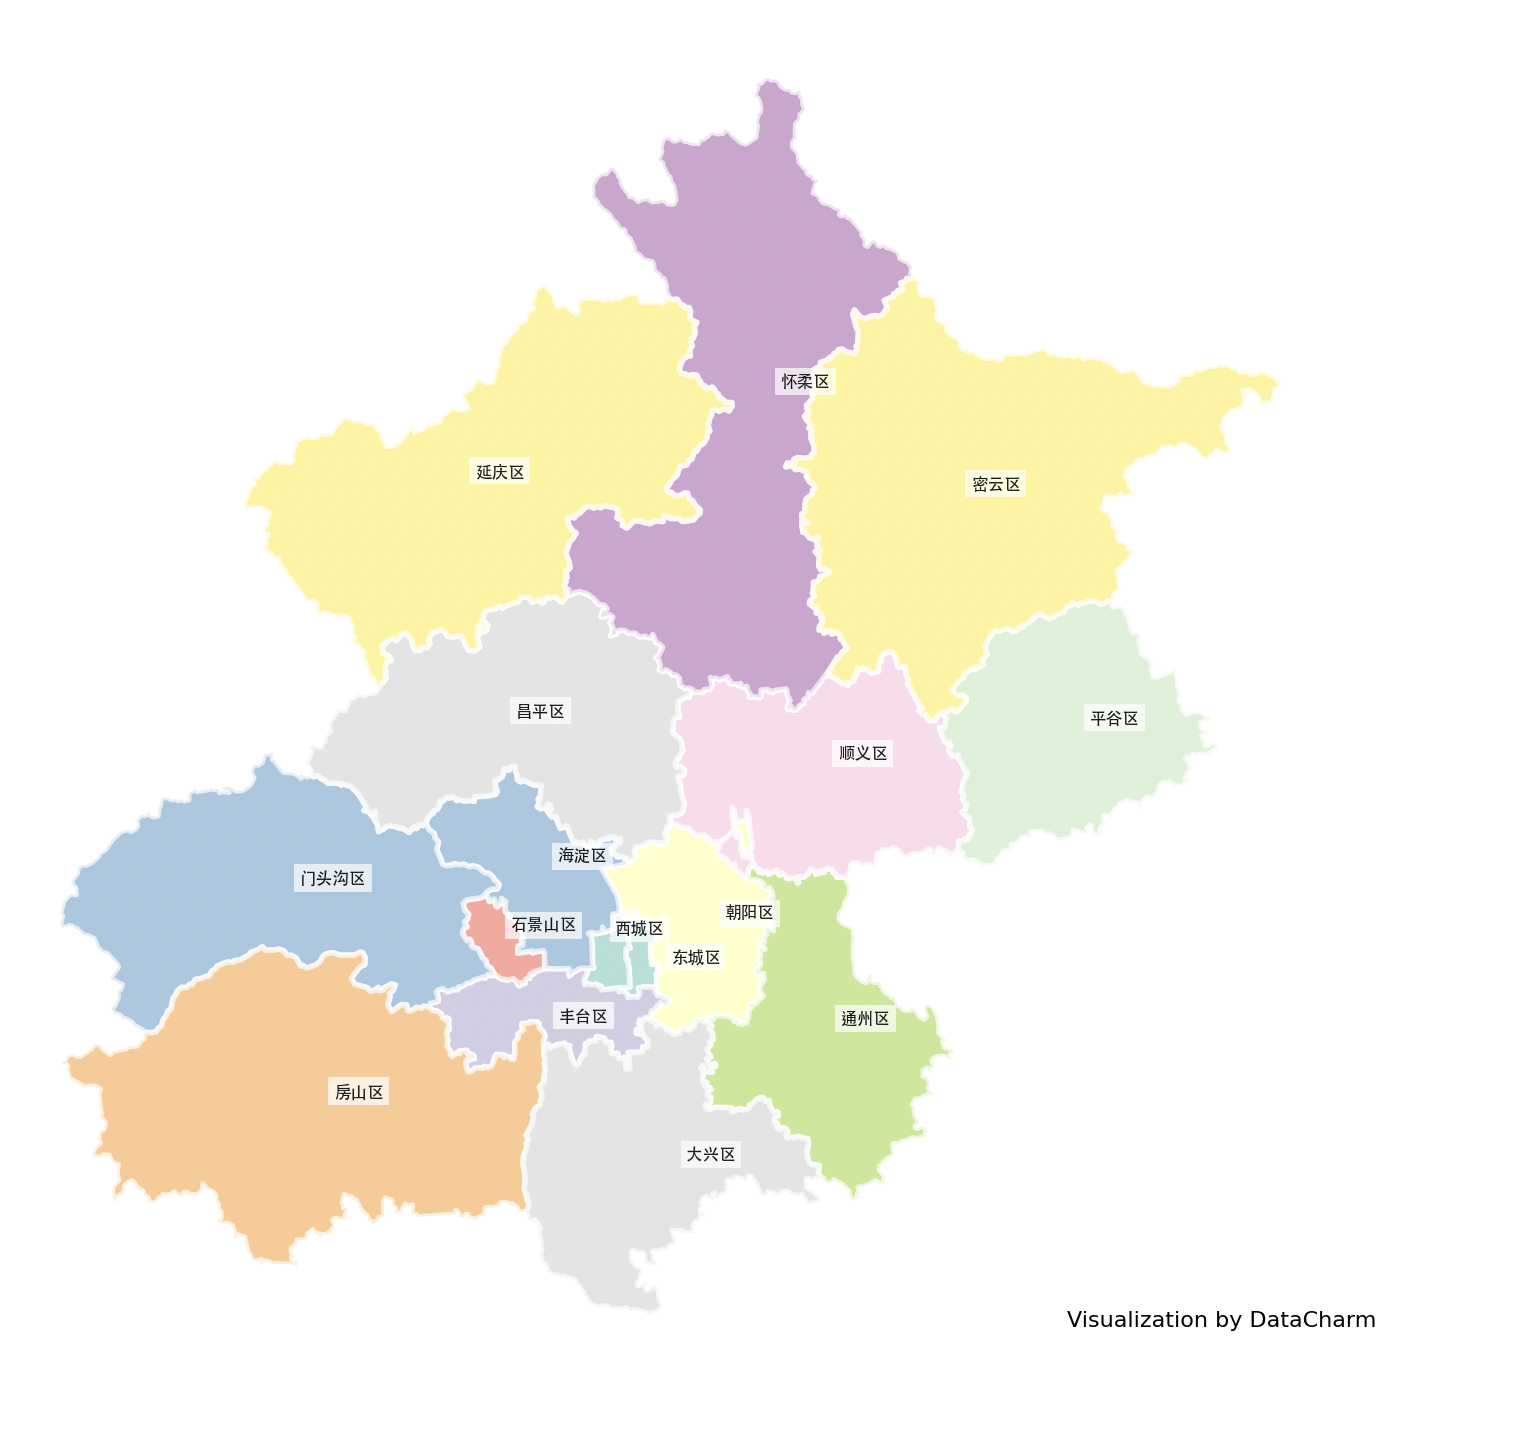 怀柔区
延庆区
密云区
昌平区
平谷区
顺义区
海淀区
门头沟区
朝阳区
石景山区
西城区
东城区
丰台区
通州区
房山区
大兴区
Visualization by DataCharm